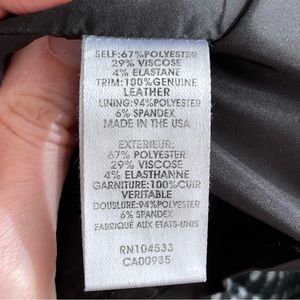 SELF:67%POLYESTER
29% VISCOSE
4% ELASTANE
TRIM:100%GENUINE
LEATHER
LINING:94%POLYESTER
6% SPANDEX
MADE IN THE USA
EXTERIEUR:
67% POLYESTER
29% VISCOSE
4% ELASTHANNE
GARNITURE:100%CUIR
VERITABLE
DOUBLURE:94%POLYESTER
6% SPANDEX
FABRIQUÉ AUX ETATS-UNIS
RN104533
CA00935